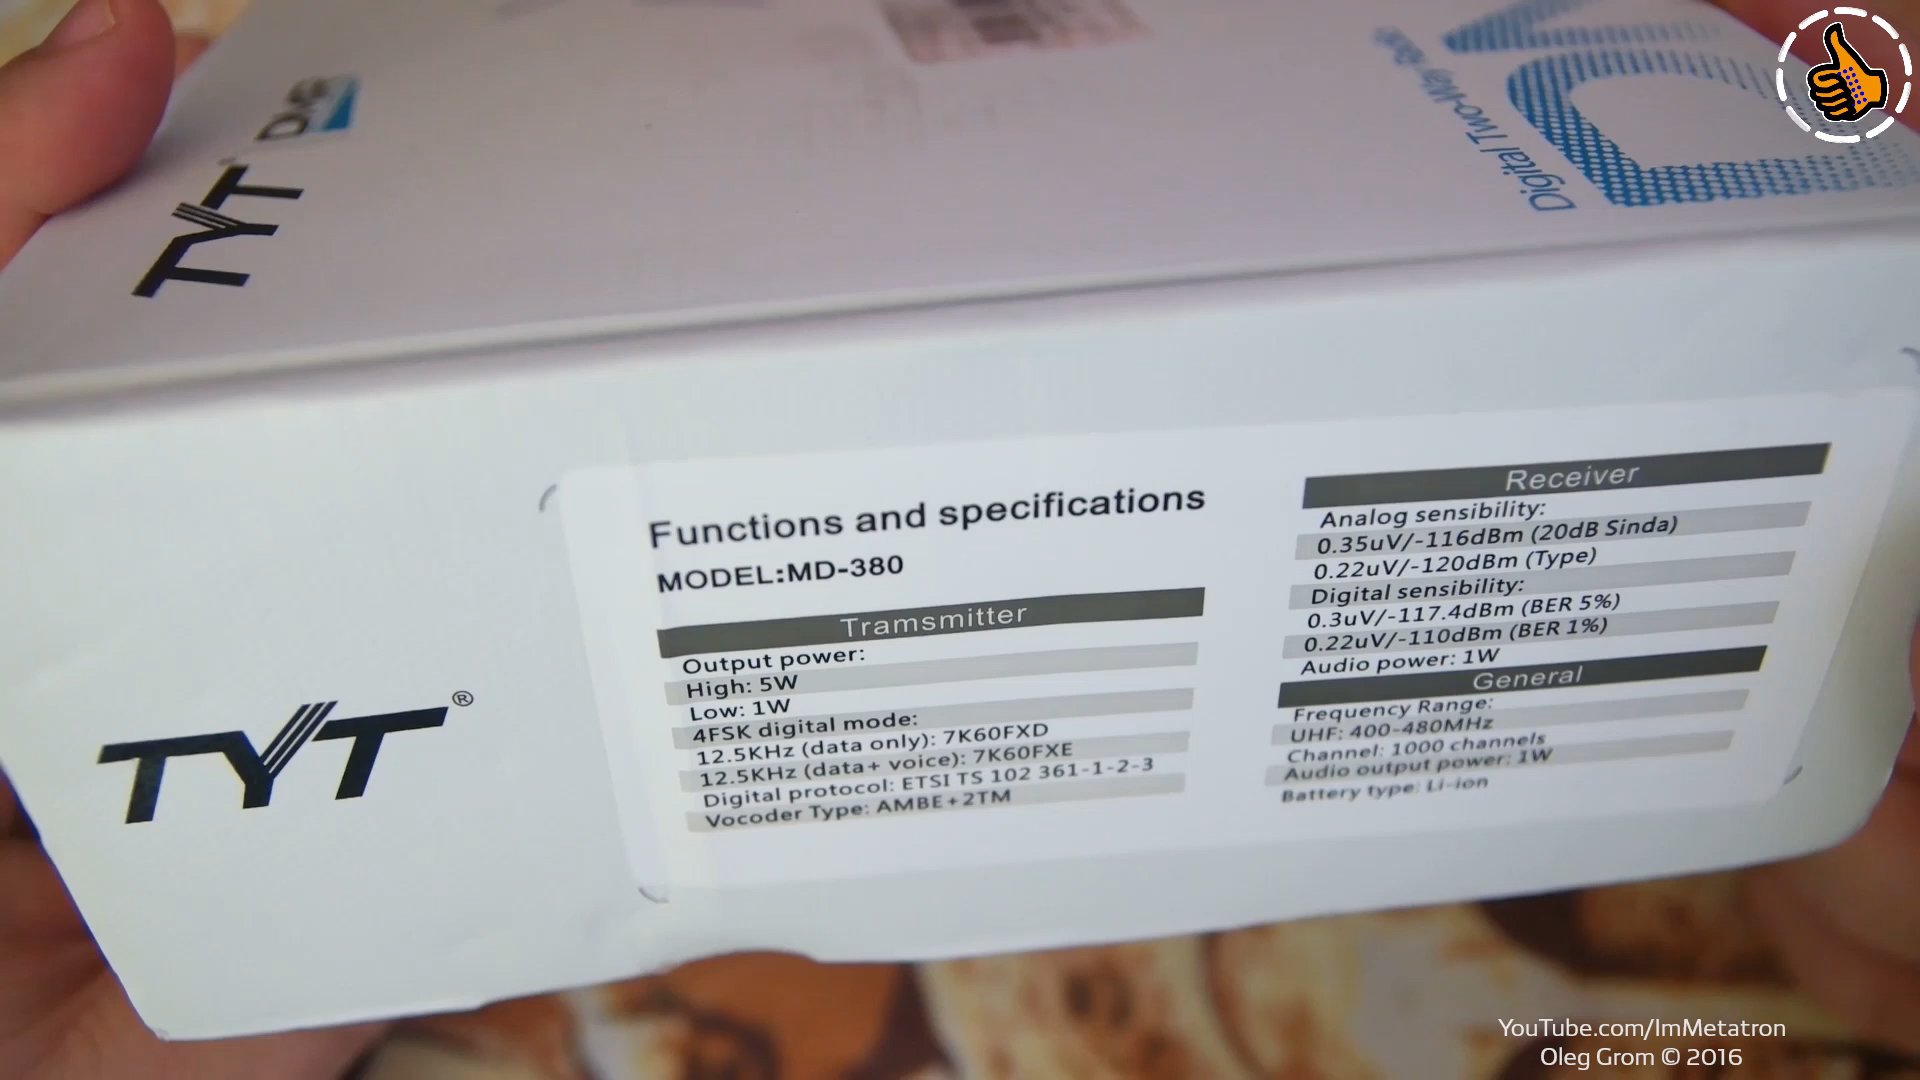 TYT DMR
Digital Two-Way Radio
TYT®
Functions and specifications
MODEL:MD-380
Tramsmitter
Output power:
High: 5W
Low: 1W
4FSK digital mode:
12.5KHz (data only): 7K60FXD
12.5KHz (data+ voice): 7K60FXE
Digital protocol: ETSI TS 102 361-1-2-3
Vocoder Type: AMBE+2TM
Receiver
Analog sensibility:
0.35uV/-116dBm (20dB Sinda)
0.22uV/-120dBm (Type)
Digital sensibility:
0.3uV/-117.4dBm (BER 5%)
0.22uV/-110dBm (BER 1%)
Audio power: 1W
General
Frequency Range:
UHF: 400-480MHz
Channel: 1000 channels
Audio output power: 1W
Battery type: Li-ion
YouTube.com/ImMetatron
Oleg Grom © 2016